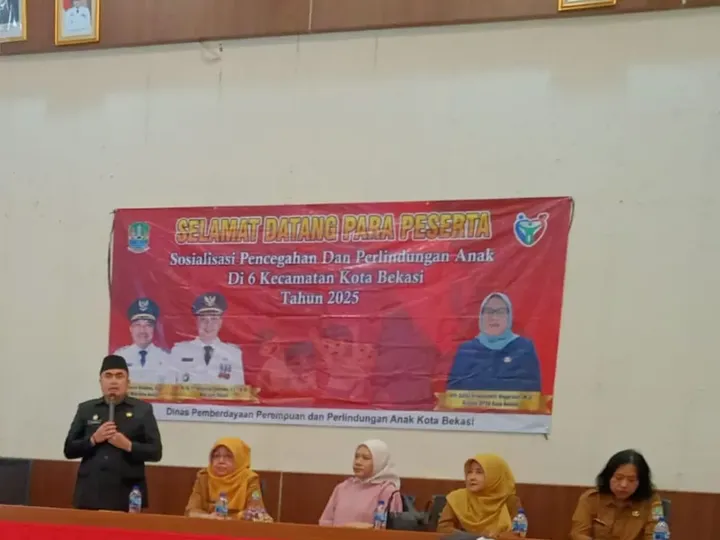 SELAMAT DATANG PARA PESERTA
Sosialisasi Pencegahan Dan Perlindungan Anak
Di 6 Kecamatan Kota Bekasi
Tahun 2025
Dinas Pemberdayaan Perempuan dan Perlindungan Anak Kota Bekasi